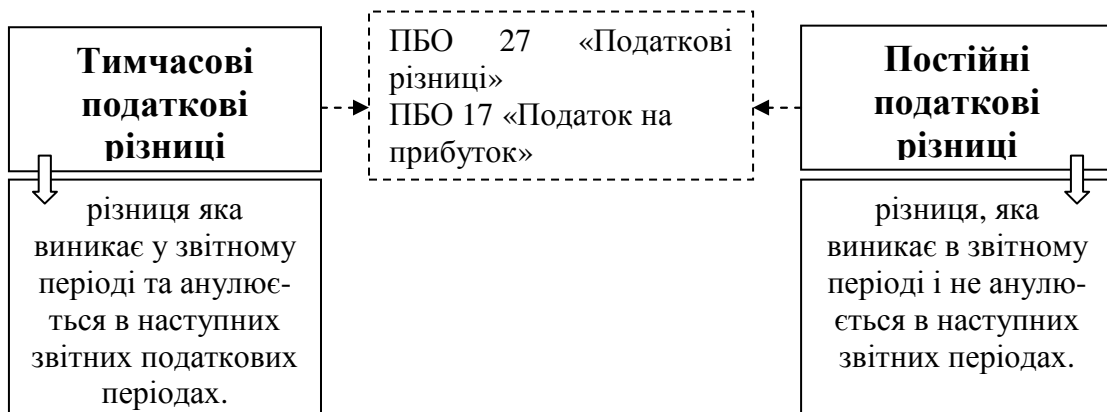 Тимчасові
податкові
різниці
ПБО 27 «Податкові
різниці»
ПБО 17 «Податок на
прибуток»
Постійні
податкові
різниці
різниця яка
виникає у звітному
періоді та анулює-
ться в наступних
звітних податкових
періодах.
різниця, яка
виникає в звітному
періоді і не анулю-
ється в наступних
звітних періодах.